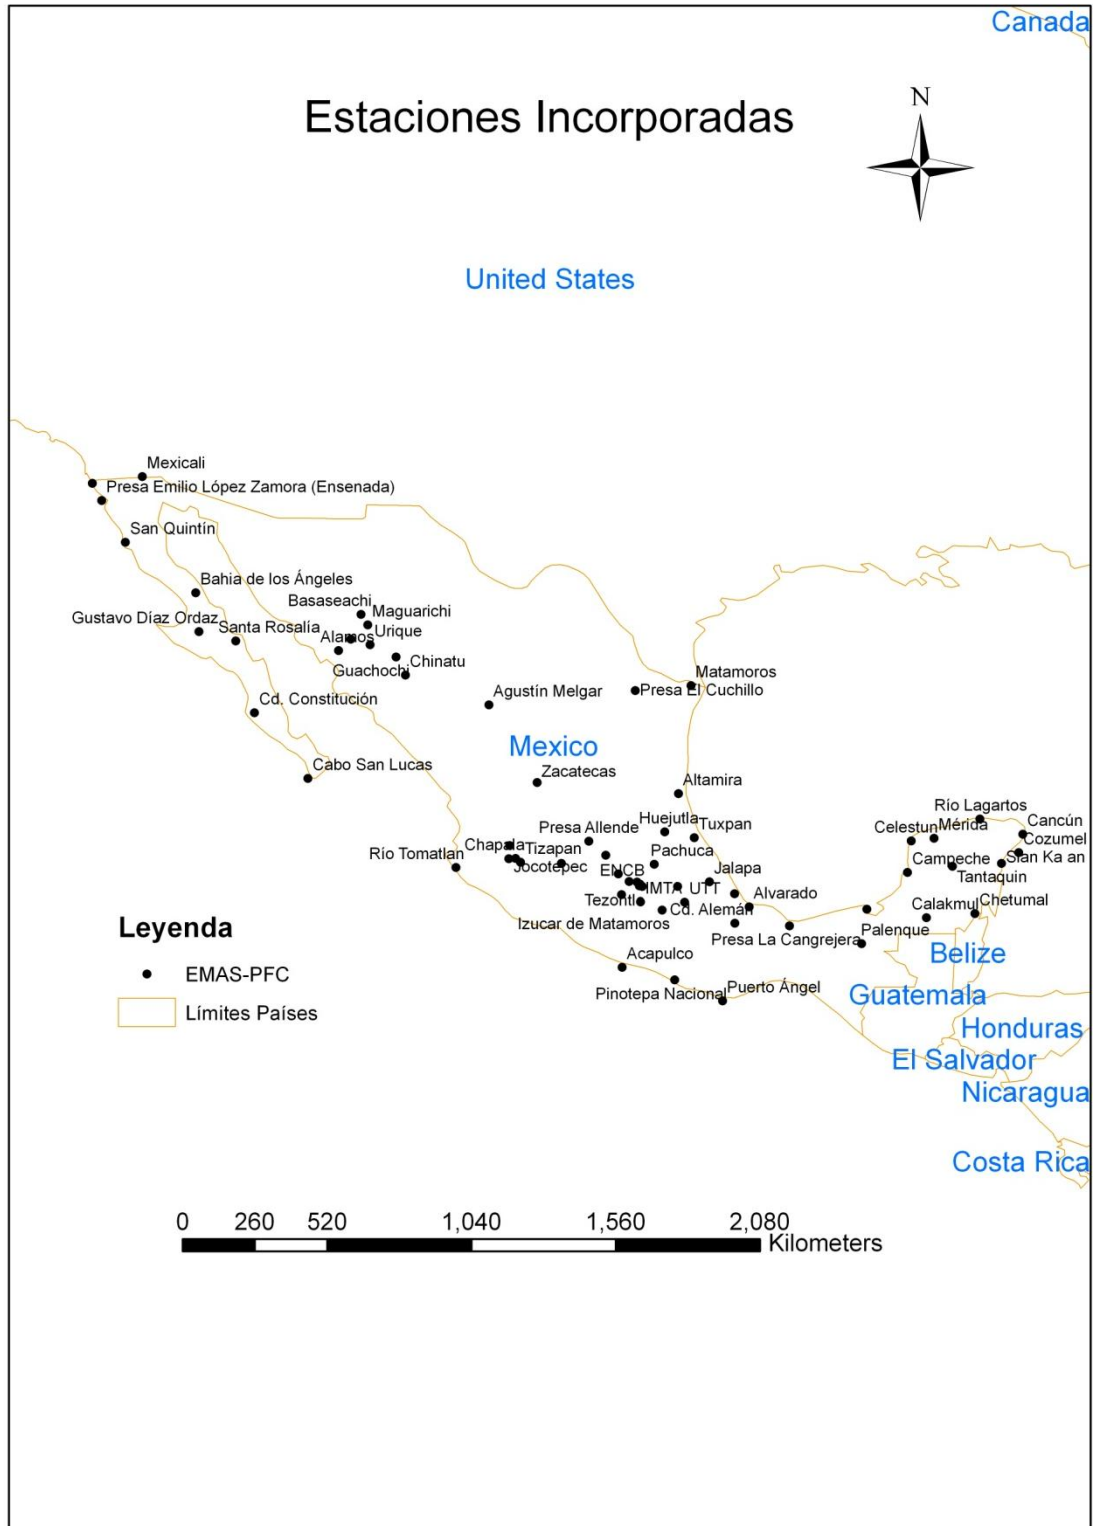 Canada
Estaciones Incorporadas
N
United States
Mexicali
Presa Emilio López Zamora (Ensenada)
San Quintín
Bahia de los Ángeles
Basaseachi
Maguarichi
Gustavo Díaz Ordaz
Santa Rosalía
Alamos
Urique
Guachochi
Chinatu
Matamoros
Presa El Cuchillo
Agustín Melgar
Cd. Constitución
Mexico
Cabo San Lucas
Zacatecas
Altamira
Río Lagartos
Huejutla
Tuxpan
Presa Allende
Celestun
Mérida
Cancún
Cozumel
Chapala
Tizapan
Pachuca
Río Tomatlan
Jocotepec
ENCB
Jalapa
Campeche
Sian Ka an
Tantaquin
IMTA
UTT
Tezontl
Alvarado
Cd. Alemán
Izucar de Matamoros
Calakmul
Chetumal
Presa La Cangrejera
Palenque
Belize
Leyenda
EMAS-PFC
Límites Países
Acapulco
Pinotepa Nacional
Puerto Ángel
Guatemala
Honduras
El Salvador
Nicaragua
Costa Rica
0 260 520 1,040 1,560 2,080
Kilometers